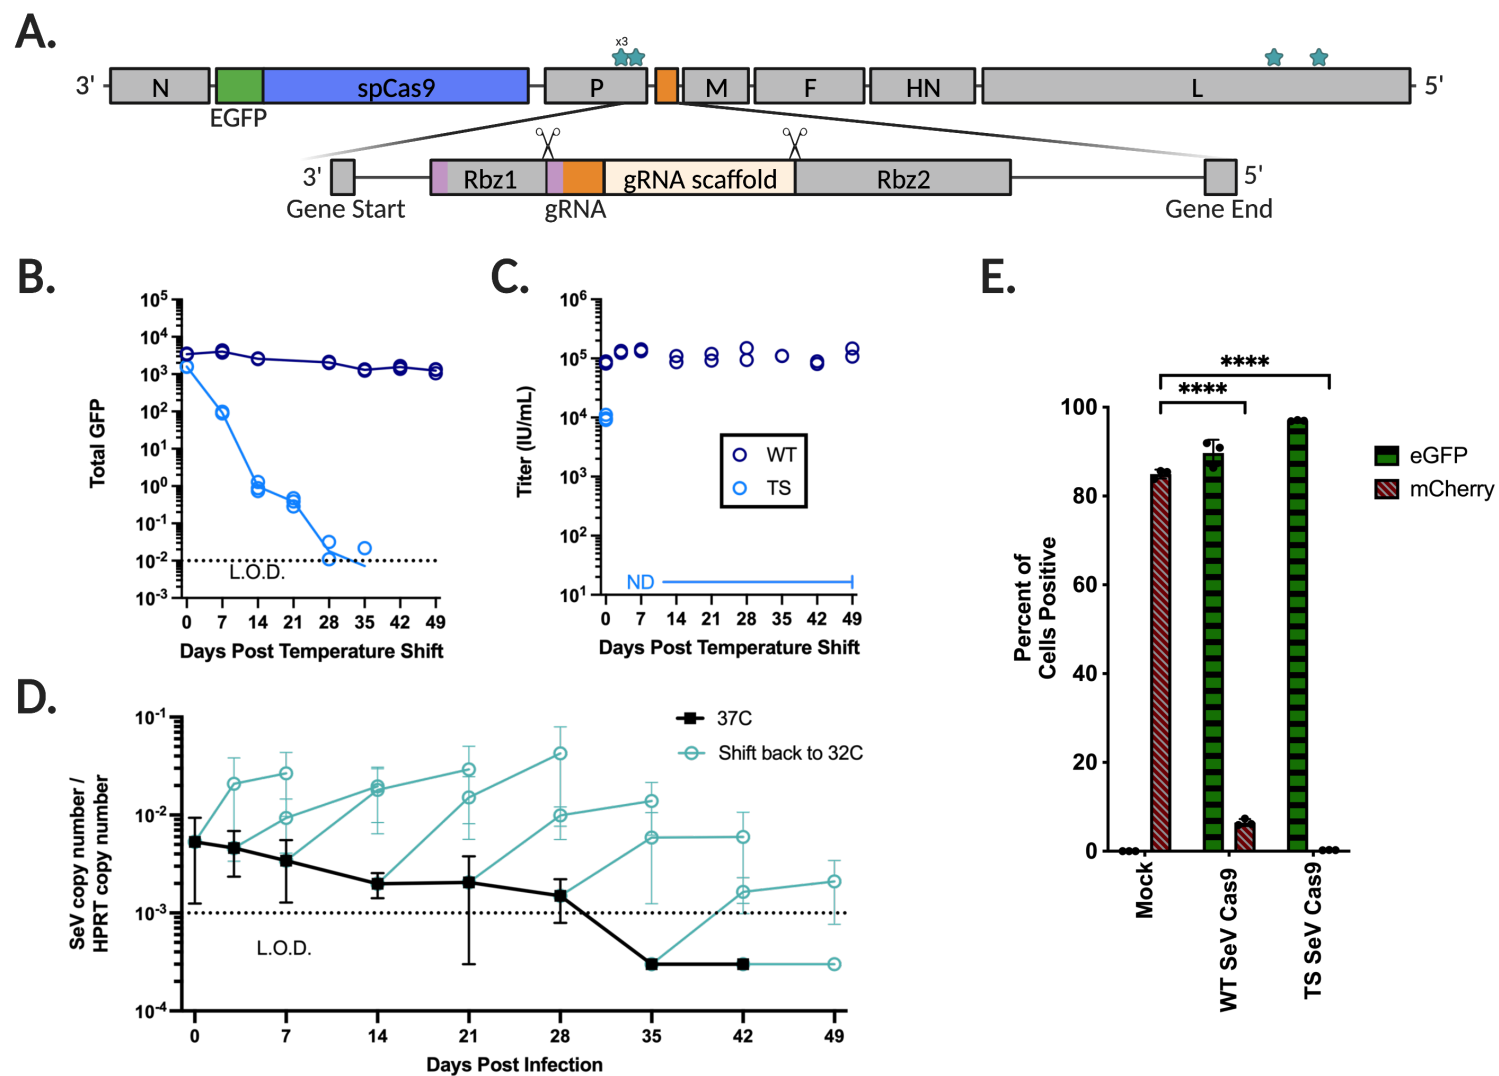 A.
x3
3' N spCas9 P M F HN L 5'
EGFP
3' Rbz1 gRNA scaffold Rbz2 5'
Gene Start gRNA Gene End
B.
Total GFP
10^5
10^4
10^3
10^2
10^1
10^0
10^-1
10^-2
10^-3
L.O.D.
0 7 14 21 28 35 42 49
Days Post Temperature Shift
C.
Titer (IU/mL)
10^6
10^5
10^4
10^3
10^2
10^1
WT
TS
ND
0 7 14 21 28 35 42 49
Days Post Temperature Shift
D.
SeV copy number /
HPRT copy number
10^-1
10^-2
10^-3
10^-4
37C
Shift back to 32C
L.O.D.
0 7 14 21 28 35 42 49
Days Post Infection
E.
****
****
Percent of
Cells Positive
100
80
60
40
20
0
eGFP
mCherry
Mock
WT SeV Cas9
TS SeV Cas9